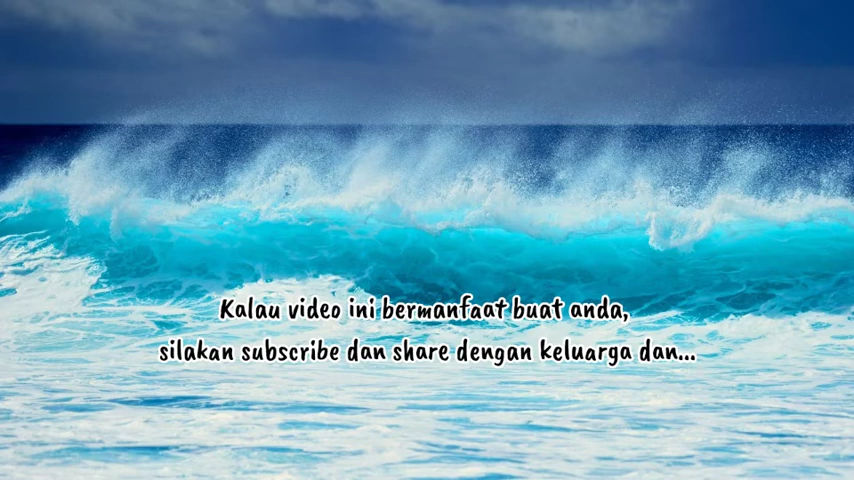 Kalau video ini bermanfaat buat anda,
silakan subscribe dan share dengan keluarga dan...